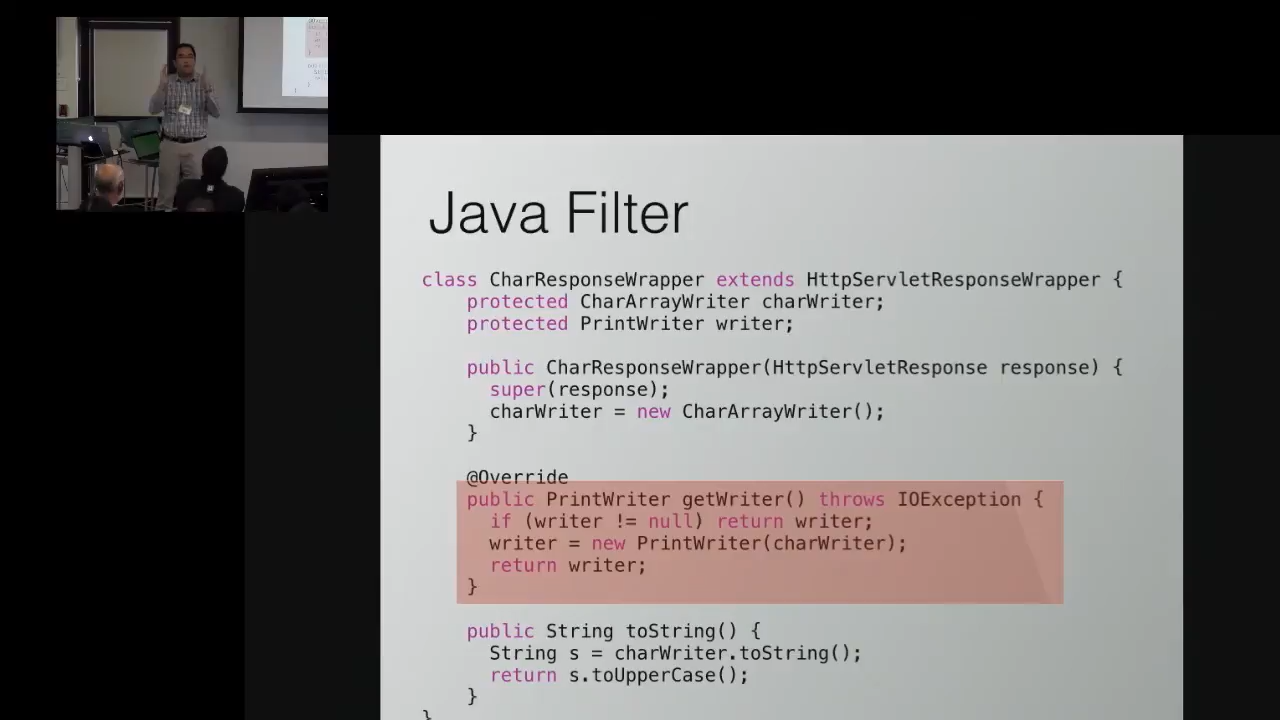 Java Filter
class CharResponseWrapper extends HttpServletResponseWrapper {
protected CharArrayWriter charWriter;
protected PrintWriter writer;
public CharResponseWrapper(HttpServletResponse response) {
super(response);
charWriter = new CharArrayWriter();
}
@Override
public PrintWriter getWriter() throws IOException {
if (writer != null) return writer;
writer = new PrintWriter(charWriter);
return writer;
}
public String toString() {
String s = charWriter.toString();
return s.toUpperCase();
}
}